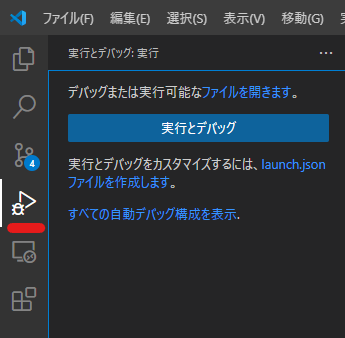 ファイル(F) 編集(E) 選択(S) 表示(V) 移動(G)
実行とデバッグ: 実行
デバッグまたは実行可能なファイルを開きます。
実行とデバッグ
実行とデバッグをカスタマイズするには、launch.json
ファイルを作成します。
4
すべての自動デバッグ構成を表示.